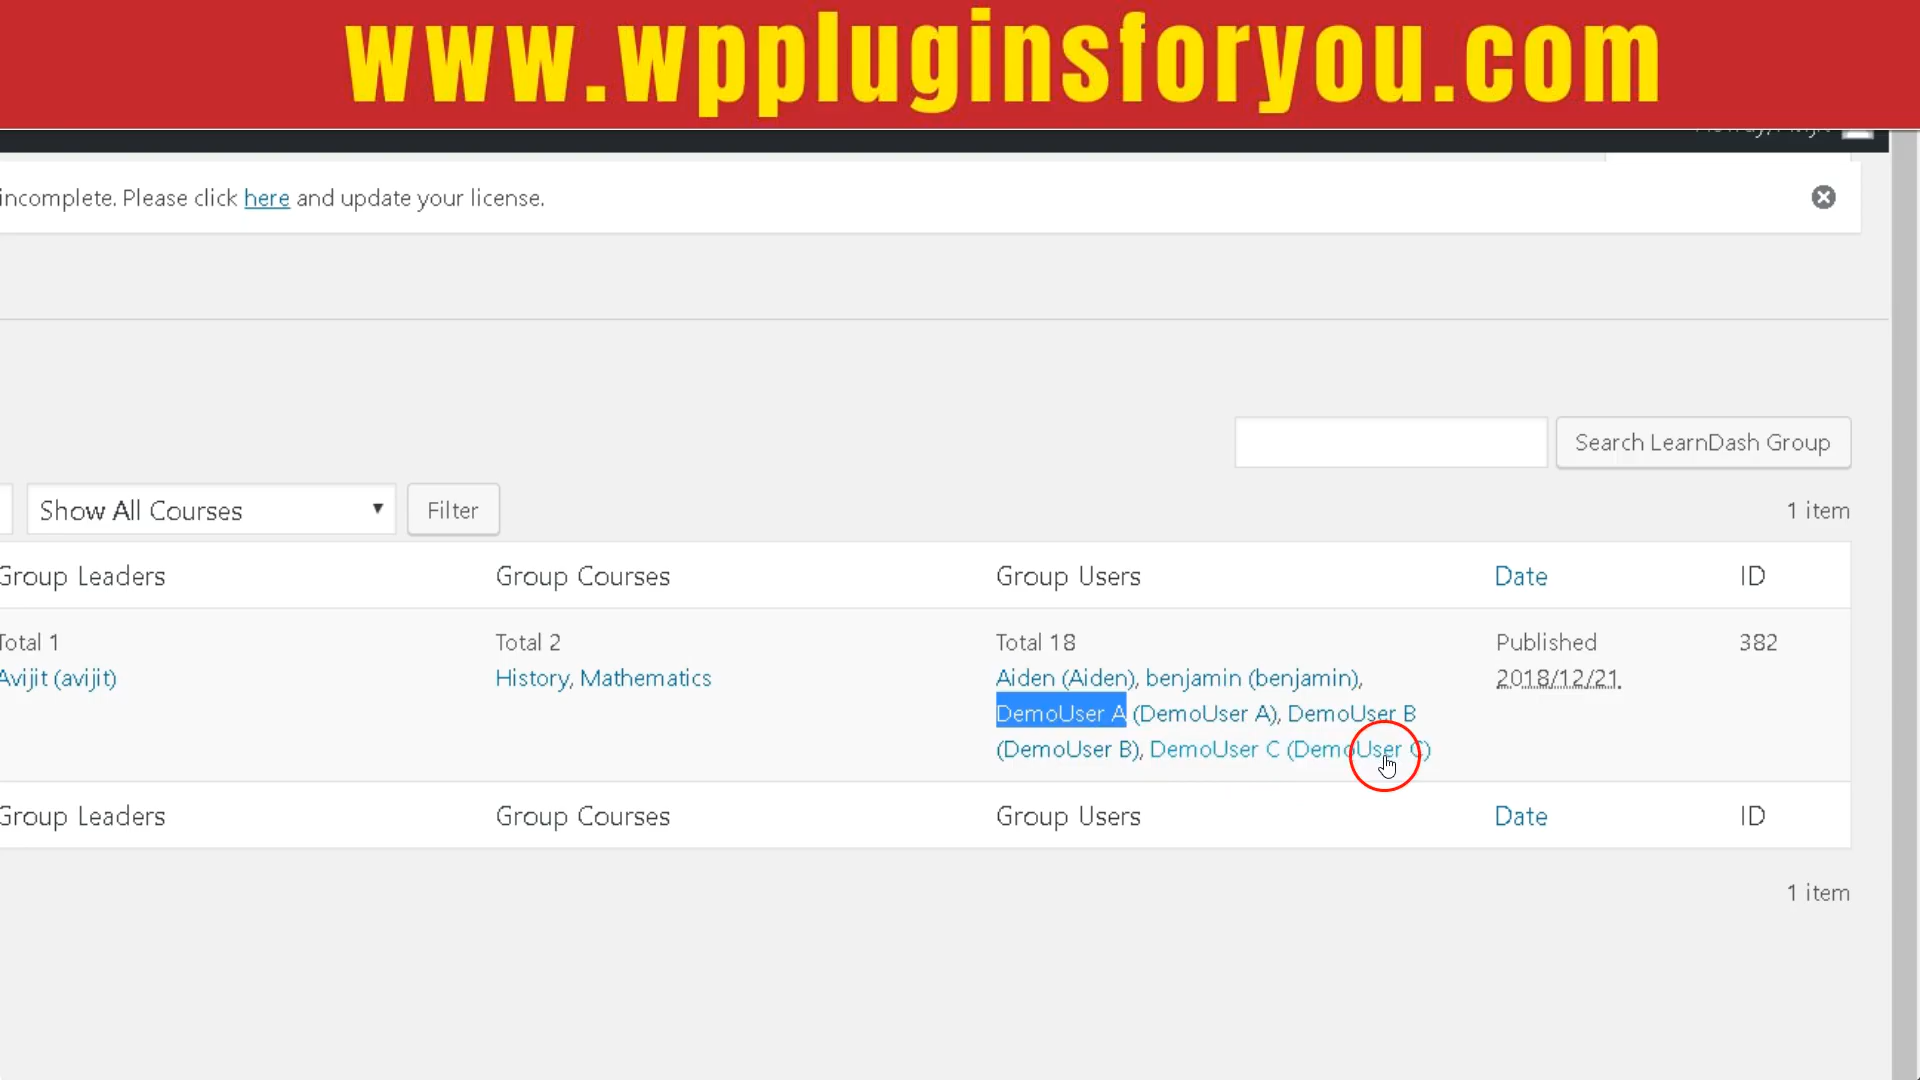 www.wppluginsforyou.com
incomplete. Please click here and update your license.
Search LearnDash Group
Show All Courses
Filter
1 item
Group Leaders
Group Courses
Group Users
Date
ID
Total 1
Total 2
Total 18
Published
382
Avijit (avijit)
History, Mathematics
Aiden (Aiden), benjamin (benjamin),
2018/12/21
DemoUser A (DemoUser A), DemoUser B
(DemoUser B), DemoUser C (DemoUser C)
Group Leaders
Group Courses
Group Users
Date
ID
1 item